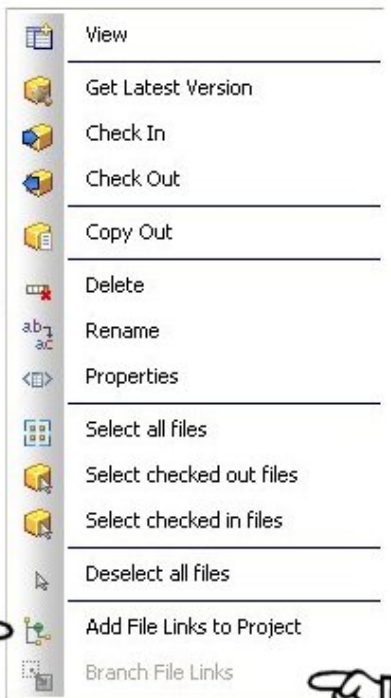 View
Get Latest Version
Check In
Check Out
Copy Out
Delete
Rename
Properties
Select all files
Select checked out files
Select checked in files
Deselect all files
Add File Links to Project
Branch File Links